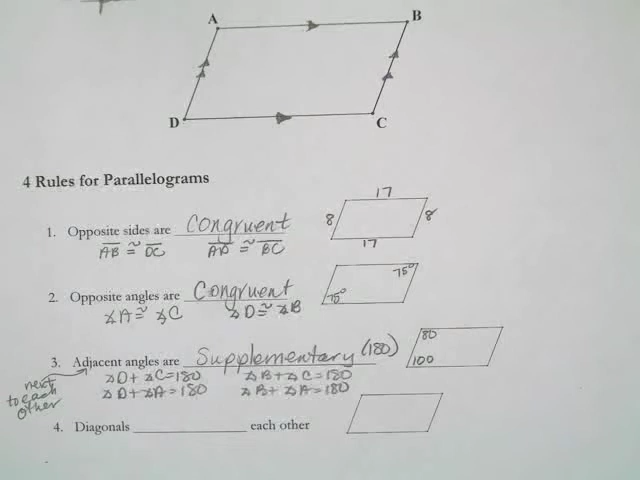 A
B
D
C
4 Rules for Parallelograms
17
1. Opposite sides are Congruent
8 8
17
AB ≅ DC AD ≅ BC
75°
2. Opposite angles are Congruent
75°
∡A ≅ ∡C ∡D ≅ ∡B
3. Adjacent angles are Supplementary (180)
80
100
next to each other
∡D + ∡C = 180 ∡B + ∡C = 180
∡D + ∡A = 180 ∡B + ∡A = 180
4. Diagonals ____________ each other